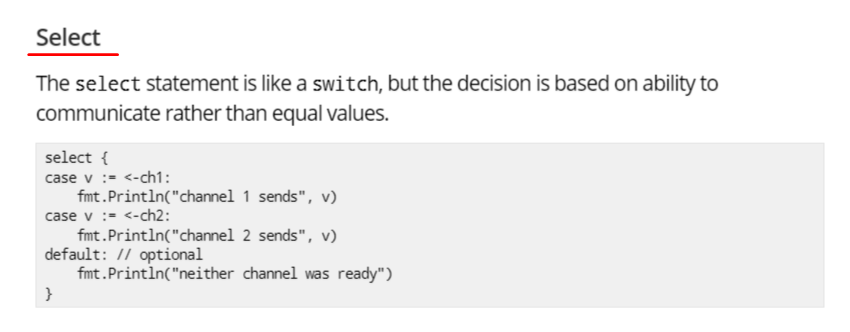 Select
The select statement is like a switch, but the decision is based on ability to
communicate rather than equal values.
select {
case v := <-ch1:
    fmt.Println("channel 1 sends", v)
case v := <-ch2:
    fmt.Println("channel 2 sends", v)
default: // optional
    fmt.Println("neither channel was ready")
}